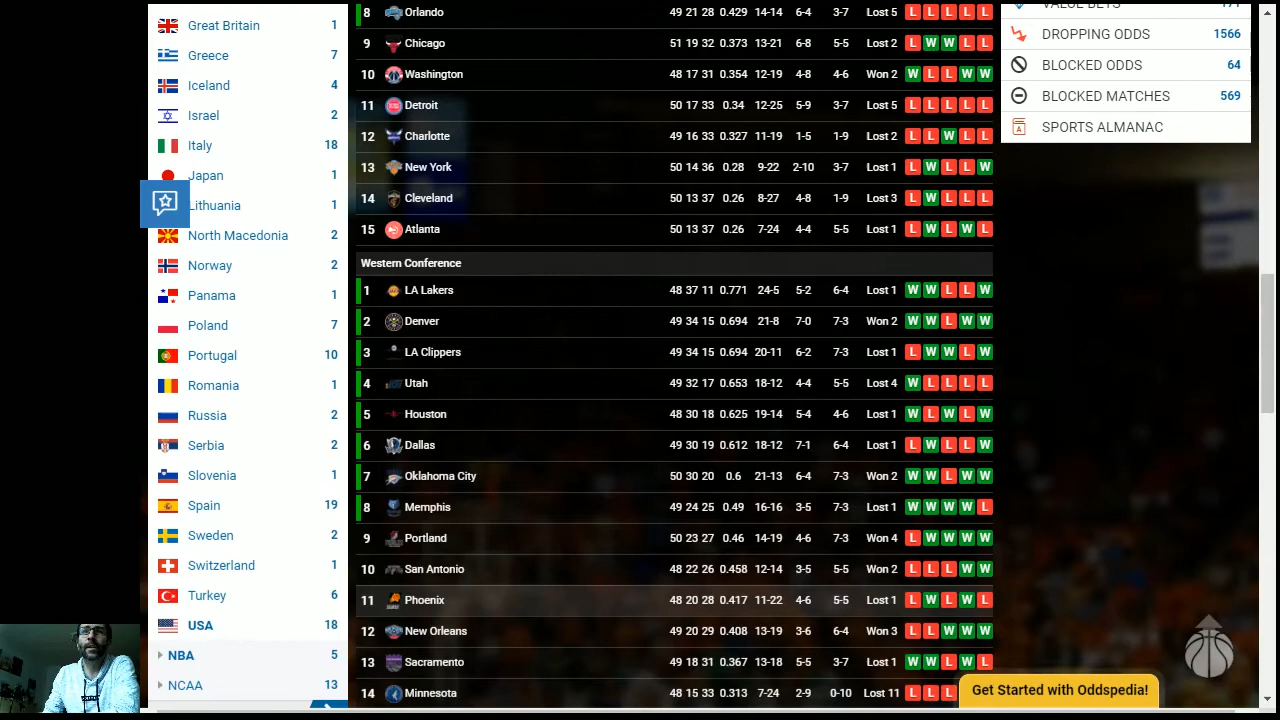 Great Britain 1
Greece 7
Iceland 4
Israel 2
Italy 18
Japan 1
Lithuania 1
North Macedonia 2
Norway 2
Panama 1
Poland 7
Portugal 10
Romania 1
Russia 2
Serbia 2
Slovenia 1
Spain 19
Sweden 2
Switzerland 1
Turkey 6
USA 18
NBA 5
NCAA 13
8 Orlando 49 21 28 0.429 14-14 6-4 3-7 Lost 5 L L L L L
9 Chicago 51 19 32 0.373 11-21 6-8 5-5 Lost 2 L W W L L
10 Washington 48 17 31 0.354 4-8 4-6 Won 2 W L L W W
11 Detroit 50 17 33 0.34 12-25 5-9 3-7 Lost 5 L L L L L
12 Charlotte 49 16 33 0.327 11-19 1-5 1-9 Lost 2 L L W L L
13 New York 50 14 36 0.28 9-22 2-10 3-7 Lost 1 L W L L W
14 Cleveland 50 13 37 0.26 8-27 4-8 1-9 Lost 3 L W L L L
15 Atlanta 50 13 37 0.26 7-24 4-4 5-5 Lost 1 L W L W L
Western Conference
1 LA Lakers 48 37 11 0.771 24-5 5-2 6-4 Lost 1 W W L L W
2 Denver 49 34 15 0.694 21-8 7-0 7-3 Won 2 W W L W W
3 LA Clippers 49 34 15 0.694 21-11 6-2 7-3 Lost 1 L W W L W
4 Utah 49 32 17 0.653 18-12 4-4 5-5 Lost 4 W L L L L
5 Houston 48 30 18 0.625 19-14 5-4 4-6 Lost 1 W L W L W
6 Dallas 49 30 19 0.612 18-12 7-1 6-4 Lost 1 L W L L W
7 Oklahoma City 50 30 20 0.6 21-13 6-4 7-3 Won 2 W W L W W
8 Memphis 49 24 25 0.49 16-16 3-5 7-3 Lost 1 W W W W L
9 Portland 50 23 27 0.46 14-19 4-6 7-3 Won 4 L W W W W
10 San Antonio 48 22 26 0.458 12-14 3-5 5-5 Won 2 L L L W W
11 Phoenix 48 20 28 0.417 11-22 4-6 5-5 Lost 1 L W L W L
12 New Orleans 49 20 29 0.408 3-6 6-4 Won 3 L L W W W
13 Sacramento 49 18 31 0.367 13-18 5-5 3-7 Lost 1 W W L W L
14 Minnesota 48 15 33 0.313 7-24 2-9 0-10 Lost 11 L L L
VALUE BETS 171
DROPPING ODDS 1566
BLOCKED ODDS 64
BLOCKED MATCHES 569
SPORTS ALMANAC
Get Started with Oddspedia!